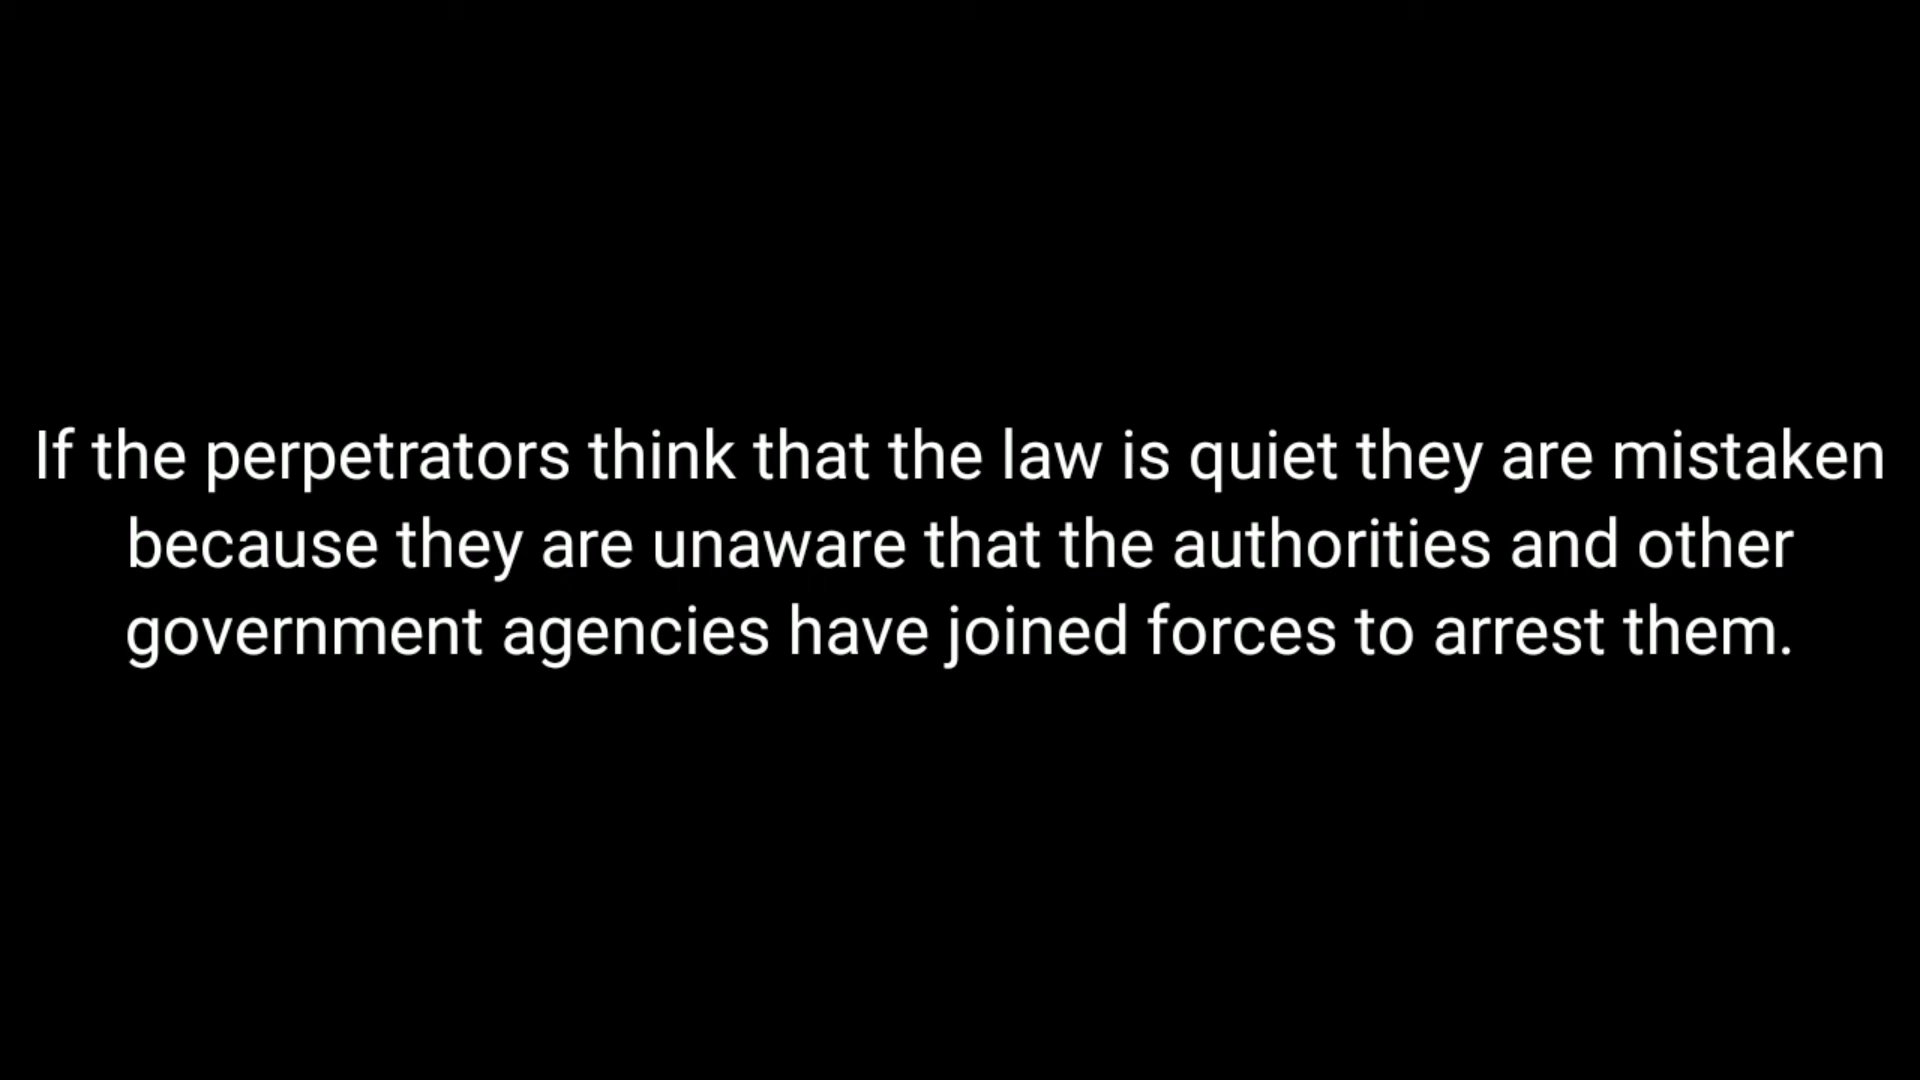 If the perpetrators think that the law is quiet they are mistaken
because they are unaware that the authorities and other
government agencies have joined forces to arrest them.